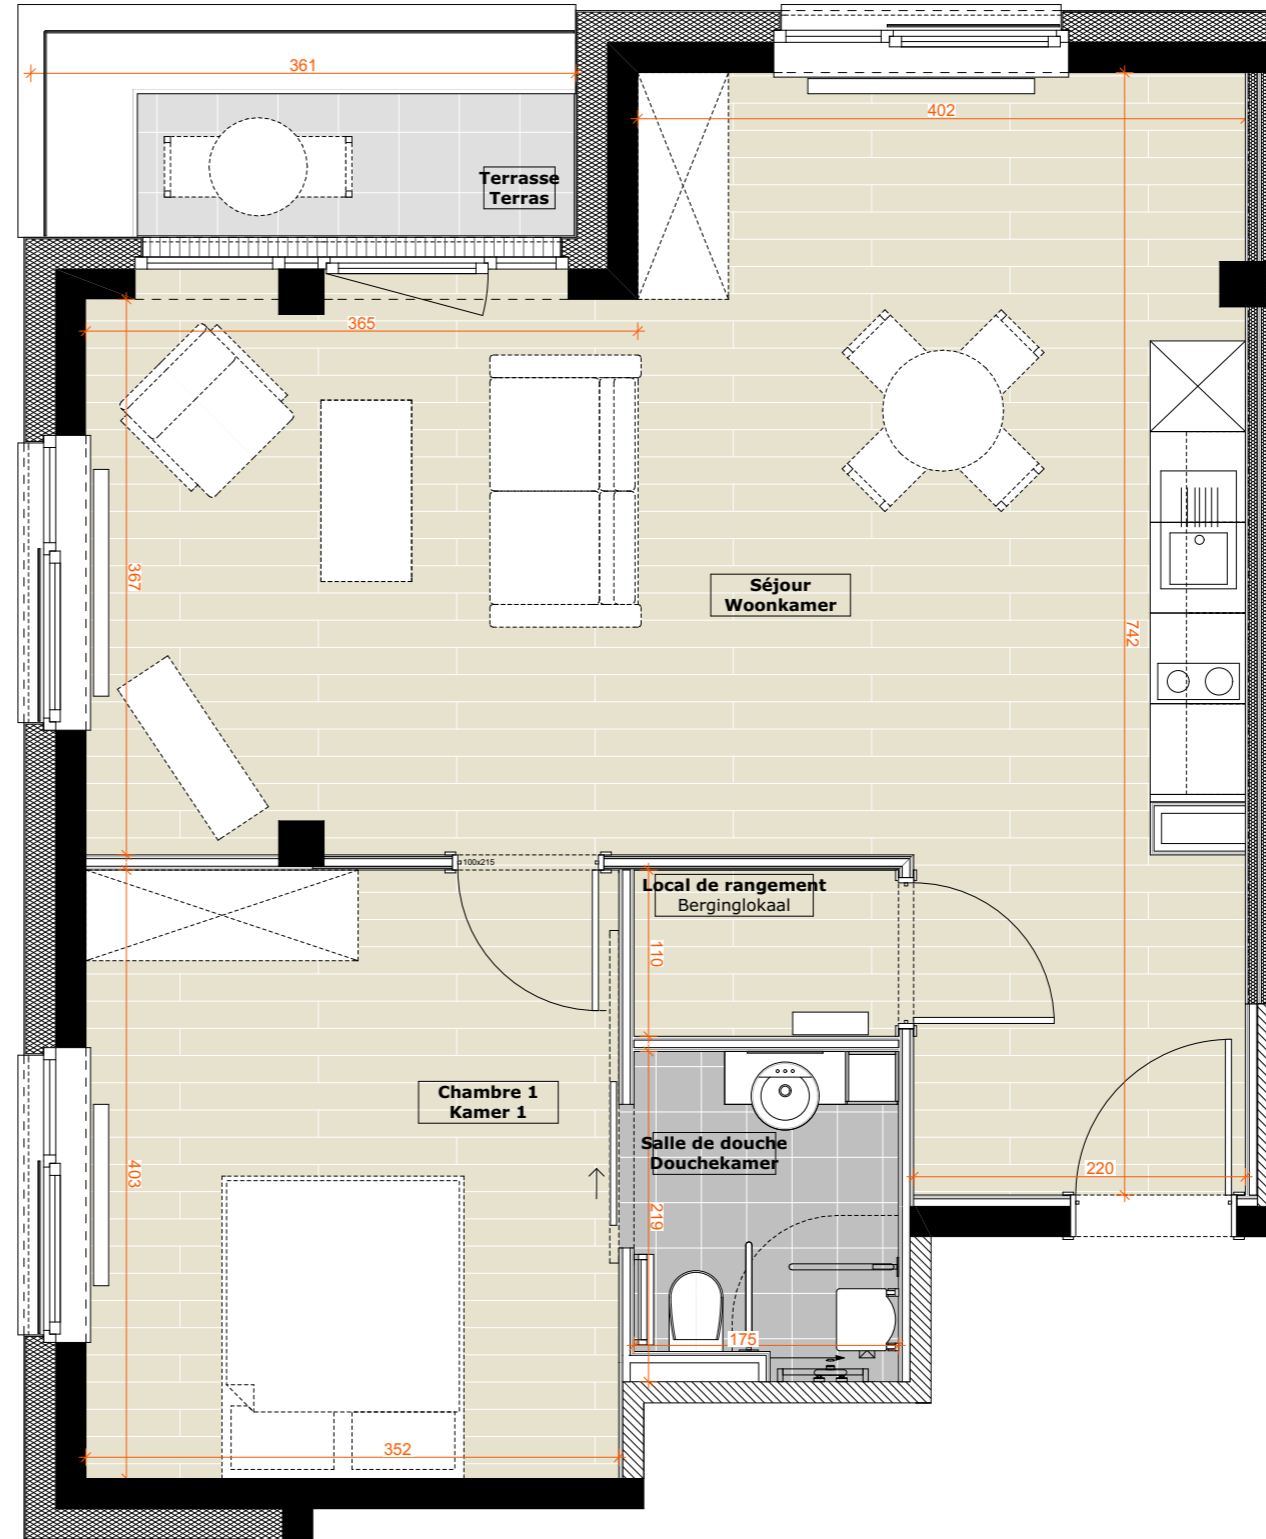 361
402
Terrasse
Terras
365
367
Séjour
Woonkamer
742
100x215
Local de rangement
Berginglokaal
110
Chambre 1
Kamer 1
Salle de douche
Douchekamer
403
219
220
175
352